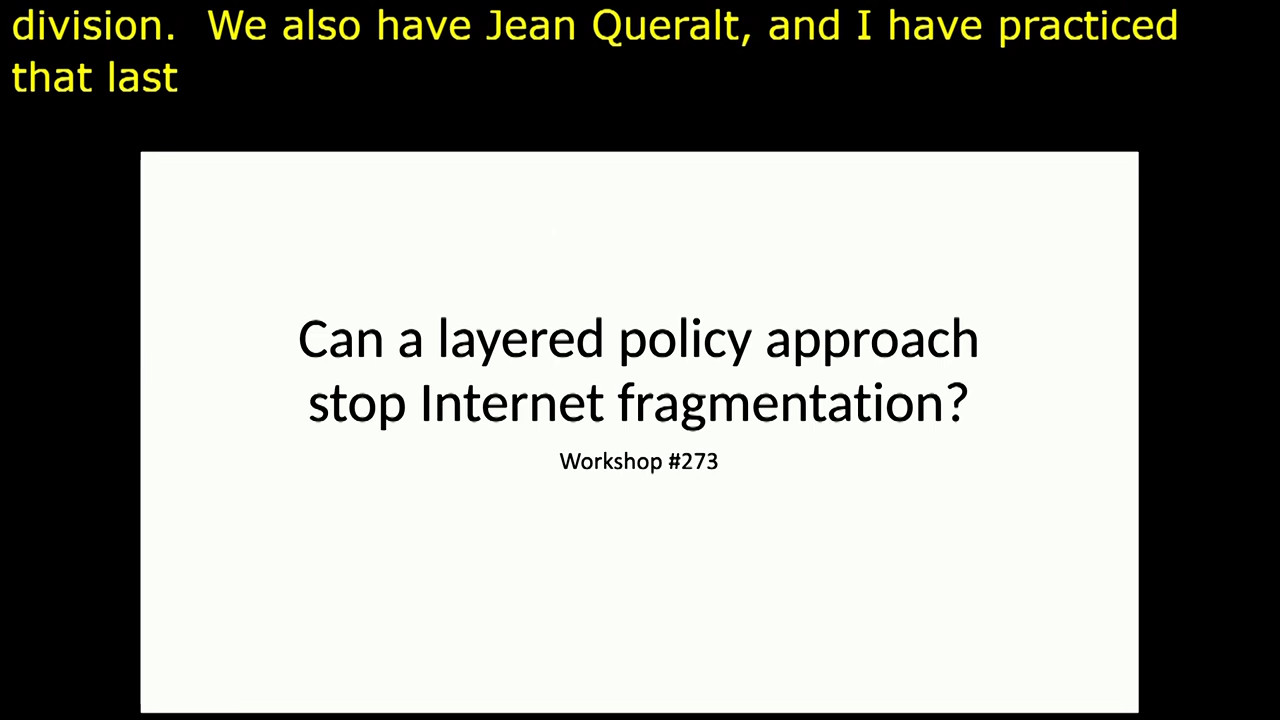 division.  We also have Jean Queralt, and I have practiced
that last
Can a layered policy approach
stop Internet fragmentation?
Workshop #273